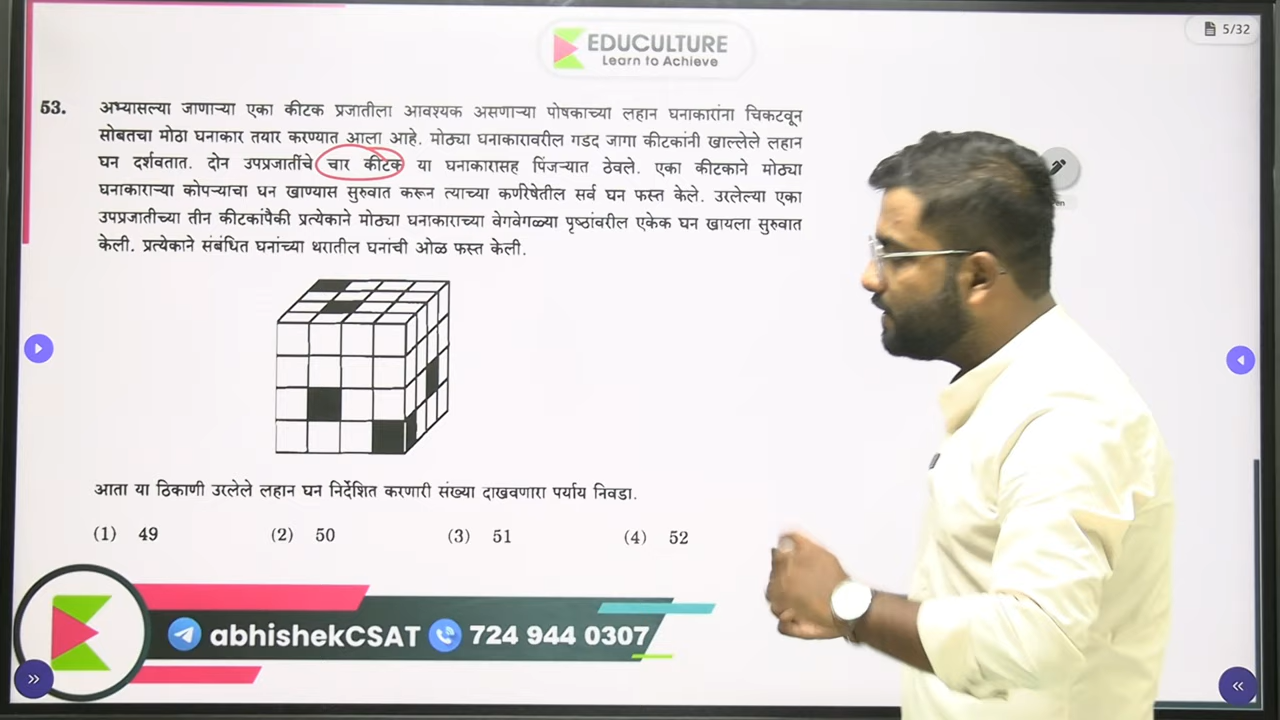 EDUCULTURE
Learn to Achieve
5/32
53. अभ्यासल्या जाणाऱ्या एका कीटक प्रजातीला आवश्यक असणाऱ्या पोषकाच्या लहान घनाकारांना चिकटवून
सोबतचा मोठा घनाकार तयार करण्यात आला आहे. मोठ्या घनाकारावरील गडद जागा कीटकांनी खाल्लेले लहान
घन दर्शवतात. दोन उपप्रजातींचे चार कीटक या घनाकारासह पिंजऱ्यात ठेवले. एका कीटकाने मोठ्या
घनाकाराऱ्या कोपऱ्याचा घन खाण्यास सुरुवात करून त्याच्या कर्णरेषेतील सर्व घन फस्त केले. उरलेल्या एका
उपप्रजातीच्या तीन कीटकांपैकी प्रत्येकाने मोठ्या घनाकाराच्या वेगवेगळ्या पृष्ठांवरील एकेक घन खायला सुरुवात
केली. प्रत्येकाने संबंधित घनांच्या थरातील घनांची ओळ फस्त केली.
आता या ठिकाणी उरलेले लहान घन निर्देशित करणारी संख्या दाखवणारा पर्याय निवडा.
(1) 49 (2) 50 (3) 51 (4) 52
abhishekCSAT 724 944 0307